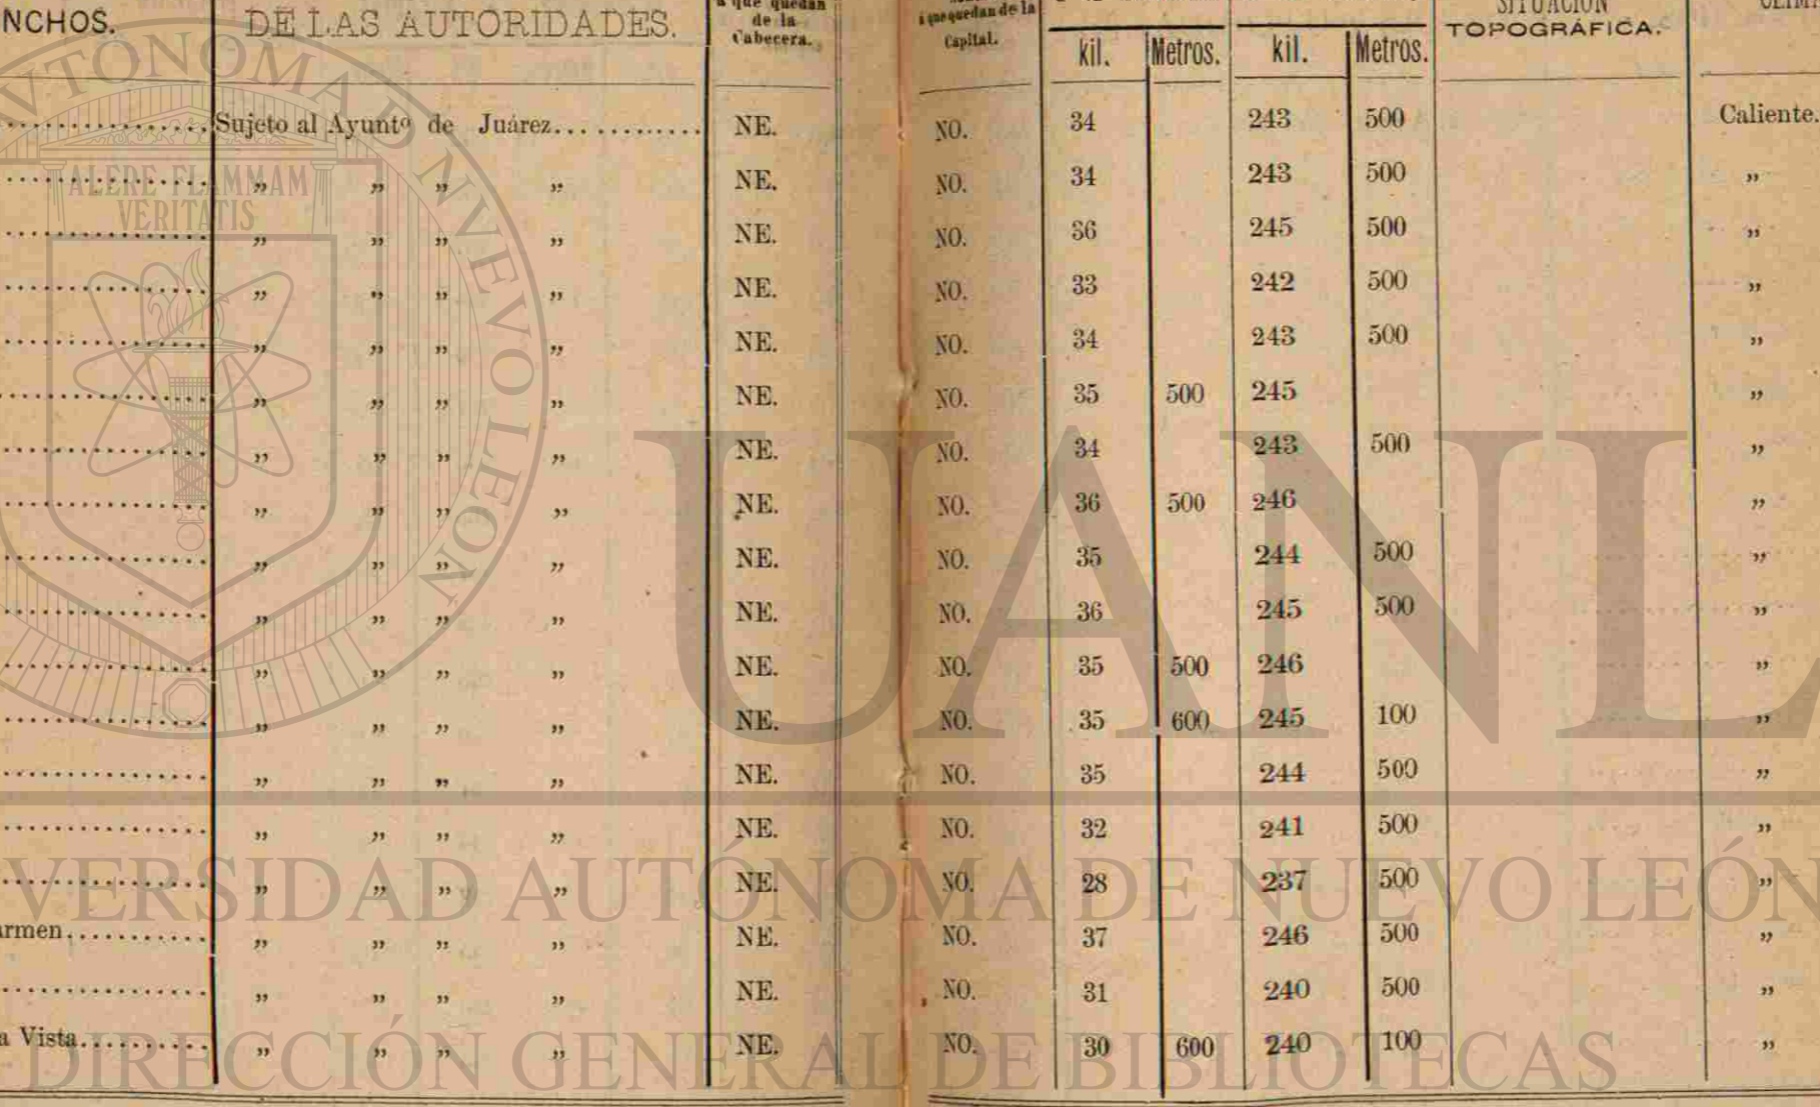 NCHOS. DE LAS AUTORIDADES. á que quedan de la Cabecera. á que quedan de la Capital. kil. Metros. kil. Metros. SITUACIÓN TOPOGRÁFICA.
............... Sujeto al Ayuntº de Juárez............. NE. NO. 34 243 500 Caliente.
............... „ „ „ „ NE. NO. 34 243 500 „
............... „ „ „ „ NE. NO. 36 245 500 „
............... „ „ „ „ NE. NO. 33 242 500 „
............... „ „ „ „ NE. NO. 34 243 500 „
............... „ „ „ „ NE. NO. 35 500 245 „
............... „ „ „ „ NE. NO. 34 243 500 „
............... „ „ „ „ NE. NO. 36 500 246 „
............... „ „ „ „ NE. NO. 35 244 500 „
............... „ „ „ „ NE. NO. 36 245 500 „
............... „ „ „ „ NE. NO. 35 500 246 „
............... „ „ „ „ NE. NO. 35 600 245 100 „
............... „ „ „ „ NE. NO. 35 244 500 „
............... „ „ „ „ NE. NO. 32 241 500 „
............... „ „ „ „ NE. NO. 28 237 500 „
armen........... „ „ „ „ NE. NO. 37 246 500 „
............... „ „ „ „ NE. NO. 31 240 500 „
a Vista.......... „ „ „ „ NE. NO. 30 600 240 100 „
UTONOMA D NVEVO LEON
ALERE FLAMMAM
VERITATIS
UANL
VERSIDAD AUTÓNOMA DE NUEVO LEÓN
DIRECCIÓN GENERAL DE BIBLIOTECAS